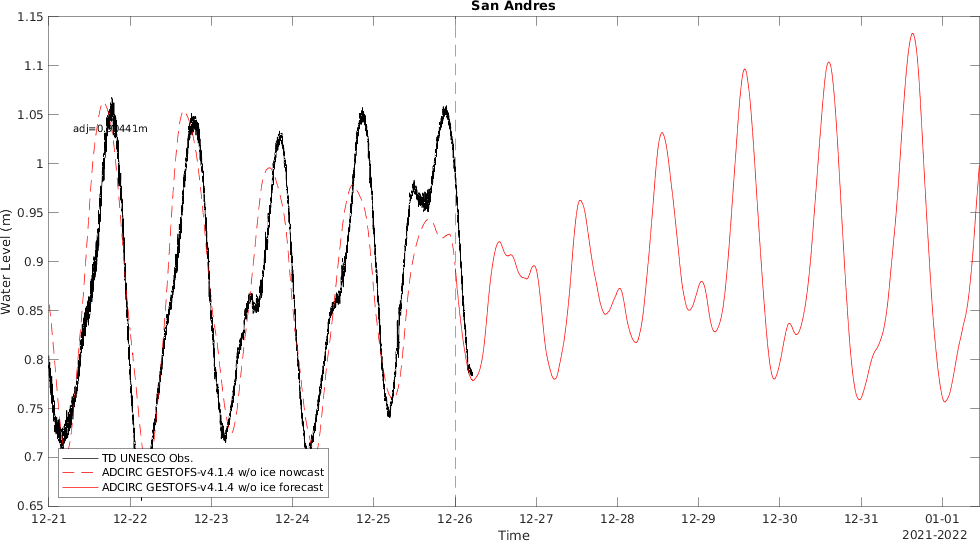 San Andres
1.15
1.1
1.05
1
0.95
0.9
0.85
0.8
0.75
0.7
0.65
Water Level (m)
TD UNESCO Obs.
ADCIRC GESTOFS-v4.1.4 w/o ice nowcast
ADCIRC GESTOFS-v4.1.4 w/o ice forecast
12-21 12-22 12-23 12-24 12-25 12-26 12-27 12-28 12-29 12-30 12-31 01-01
Time
2021-2022